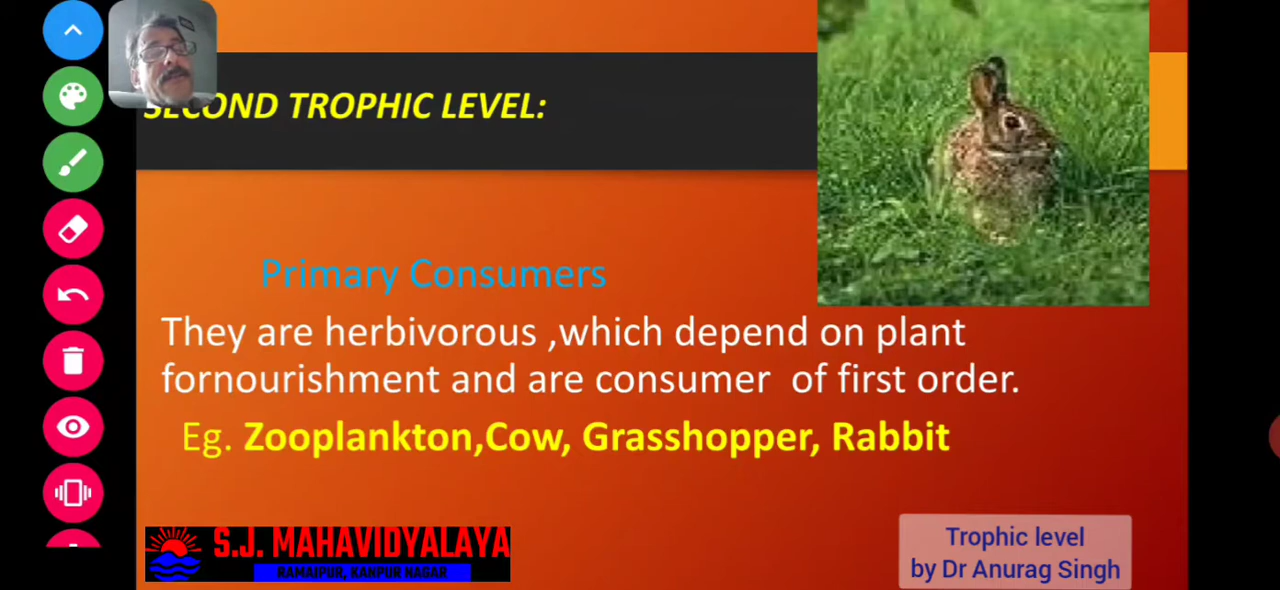 SECOND TROPHIC LEVEL:
Primary Consumers
They are herbivorous ,which depend on plant
fornourishment and are consumer of first order.
Eg. Zooplankton,Cow, Grasshopper, Rabbit
S.J. MAHAVIDYALAYA
RAMAIPUR, KANPUR NAGAR
Trophic level
by Dr Anurag Singh